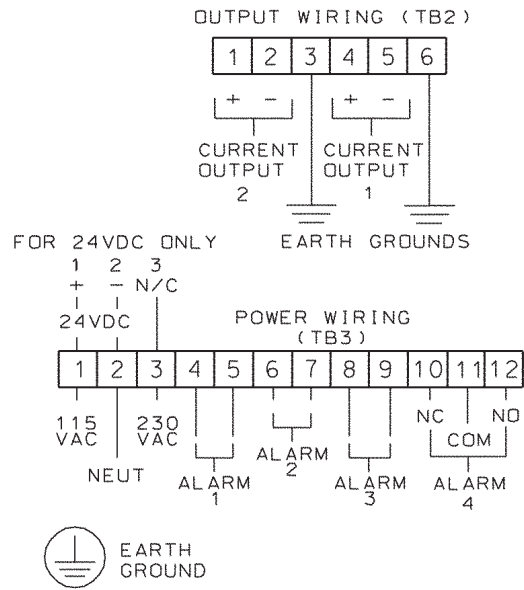 OUTPUT WIRING (TB2)
1 2 3 4 5 6
+ − + −
CURRENT OUTPUT 2
CURRENT OUTPUT 1
EARTH GROUNDS
FOR 24VDC ONLY
1 2 3
+ − N/C
24VDC
POWER WIRING
(TB3)
1 2 3 4 5 6 7 8 9 10 11 12
115 VAC
NEUT
230 VAC
ALARM 1
ALARM 2
ALARM 3
NC
COM
NO
ALARM 4
EARTH
GROUND